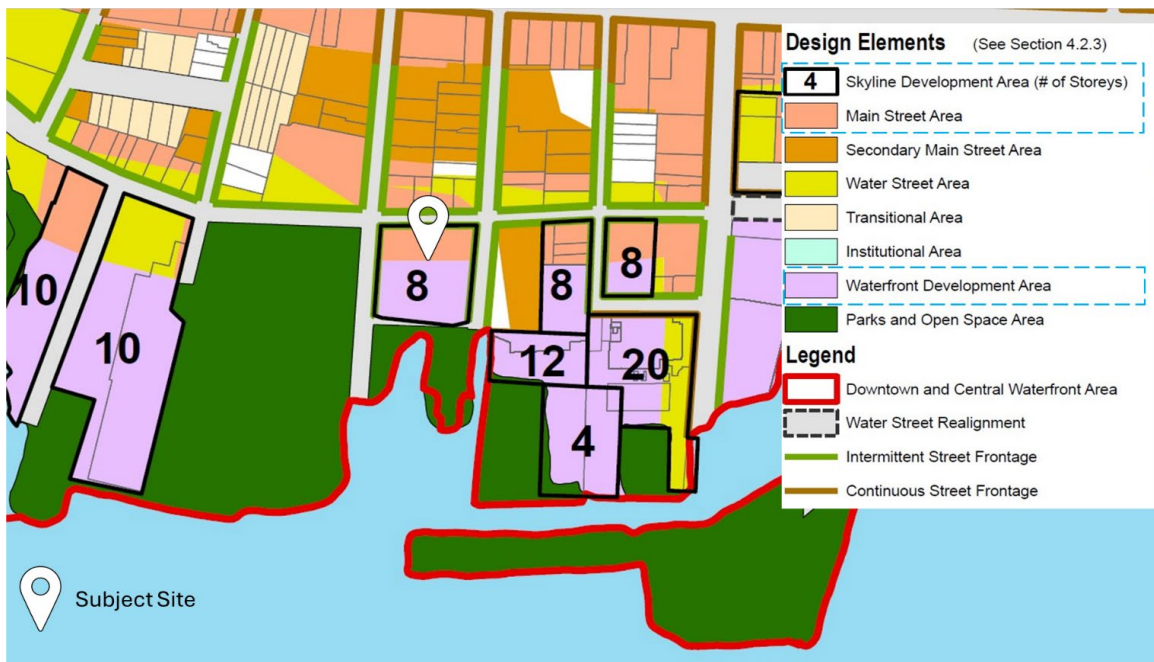 Design Elements (See Section 4.2.3)
4 Skyline Development Area (# of Storeys)
Main Street Area
Secondary Main Street Area
Water Street Area
Transitional Area
Institutional Area
Waterfront Development Area
Parks and Open Space Area
Legend
Downtown and Central Waterfront Area
Water Street Realignment
Intermittent Street Frontage
Continuous Street Frontage
10
10
8
8
8
12
20
4
Subject Site